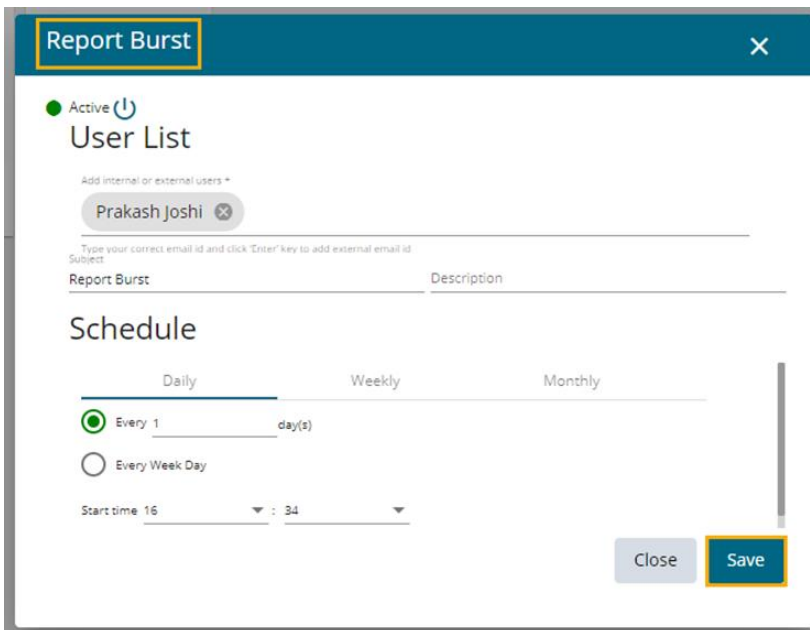 Report Burst
Active
User List
Add internal or external users *
Prakash Joshi
Type your correct email id and click 'Enter' key to add external email id
Subject
Report Burst Description
Schedule
Daily Weekly Monthly
Every 1 day(s)
Every Week Day
Start time 16 : 34
Close Save